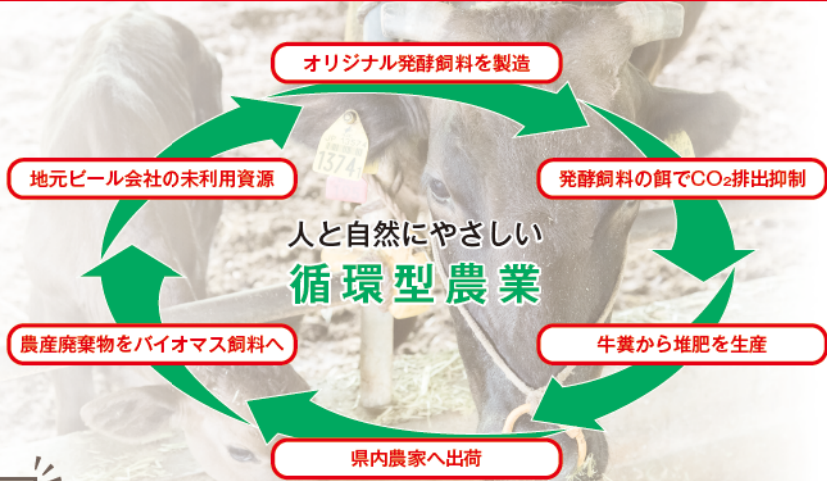 オリジナル発酵飼料を製造
地元ビール会社の未利用資源
発酵飼料の餌でCO₂排出抑制
人と自然にやさしい
循環型農業
農産廃棄物をバイオマス飼料へ
牛糞から堆肥を生産
県内農家へ出荷
1374